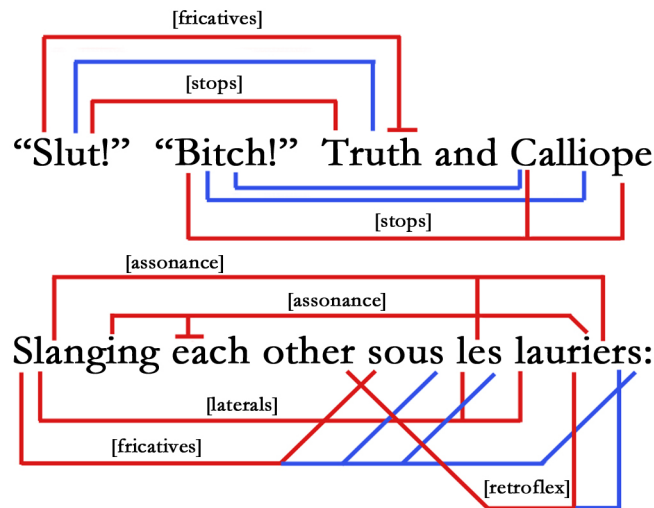 [fricatives]
[stops]
“Slut!” “Bitch!” Truth and Calliope
[stops]
[assonance]
[assonance]
Slanging each other sous les lauriers:
[laterals]
[fricatives]
[retroflex]